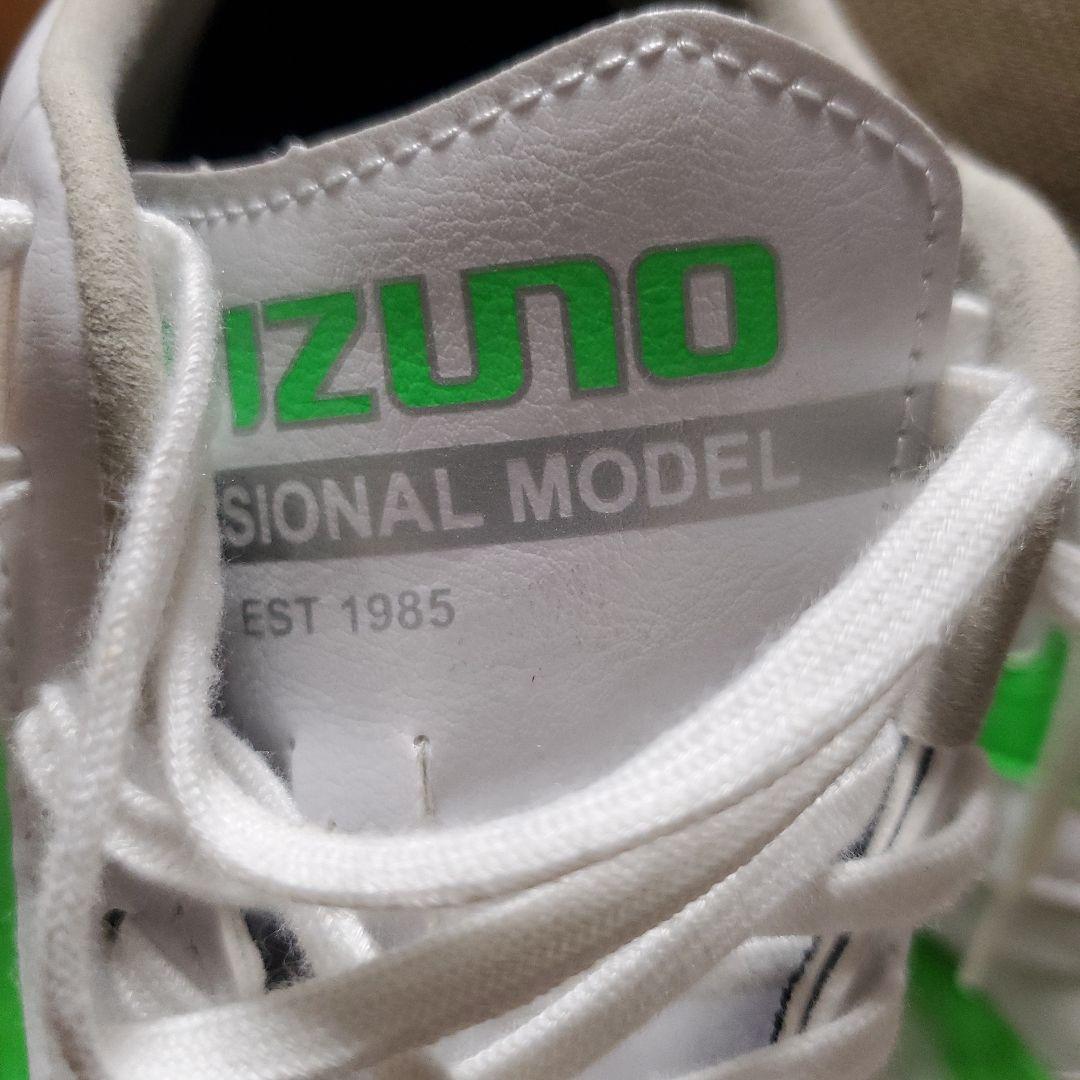 IZUNO
SIONAL MODEL
EST 1985